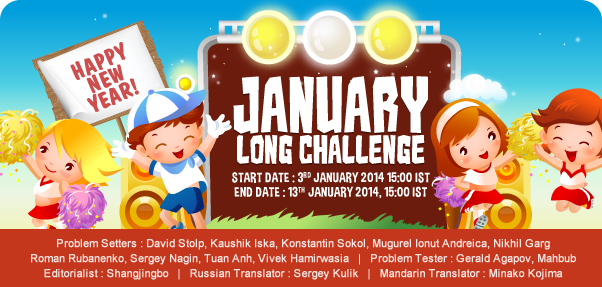 HAPPY
NEW
YEAR!
JANUARY
LONG CHALLENGE
START DATE : 3RD JANUARY 2014 15:00 IST
END DATE : 13TH JANUARY 2014, 15:00 IST
Problem Setters : David Stolp, Kaushik Iska, Konstantin Sokol, Mugurel Ionut Andreica, Nikhil Garg
Roman Rubanenko, Sergey Nagin, Tuan Anh, Vivek Hamirwasia | Problem Tester : Gerald Agapov, Mahbub
Editorialist : Shangjingbo | Russian Translator : Sergey Kulik | Mandarin Translator : Minako Kojima